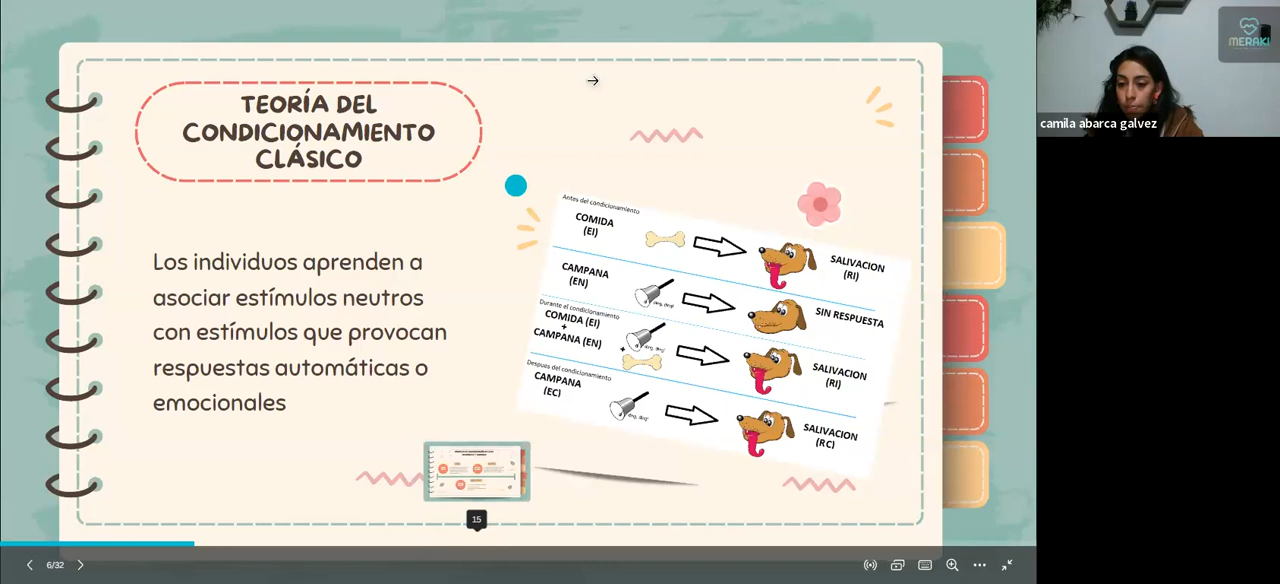 TEORÍA DEL
CONDICIONAMIENTO
CLÁSICO
Los individuos aprenden a
asociar estímulos neutros
con estímulos que provocan
respuestas automáticas o
emocionales
Antes del condicionamiento
COMIDA
(EI)
SALIVACION
(RI)
CAMPANA
(EN)
SIN RESPUESTA
Durante el condicionamiento
COMIDA (EI)
+
CAMPANA (EN)
+
SALIVACION
(RI)
Despues del condicionamiento
CAMPANA
(EC)
SALIVACION
(RC)
15
6/32
MERAKI
camila abarca galvez